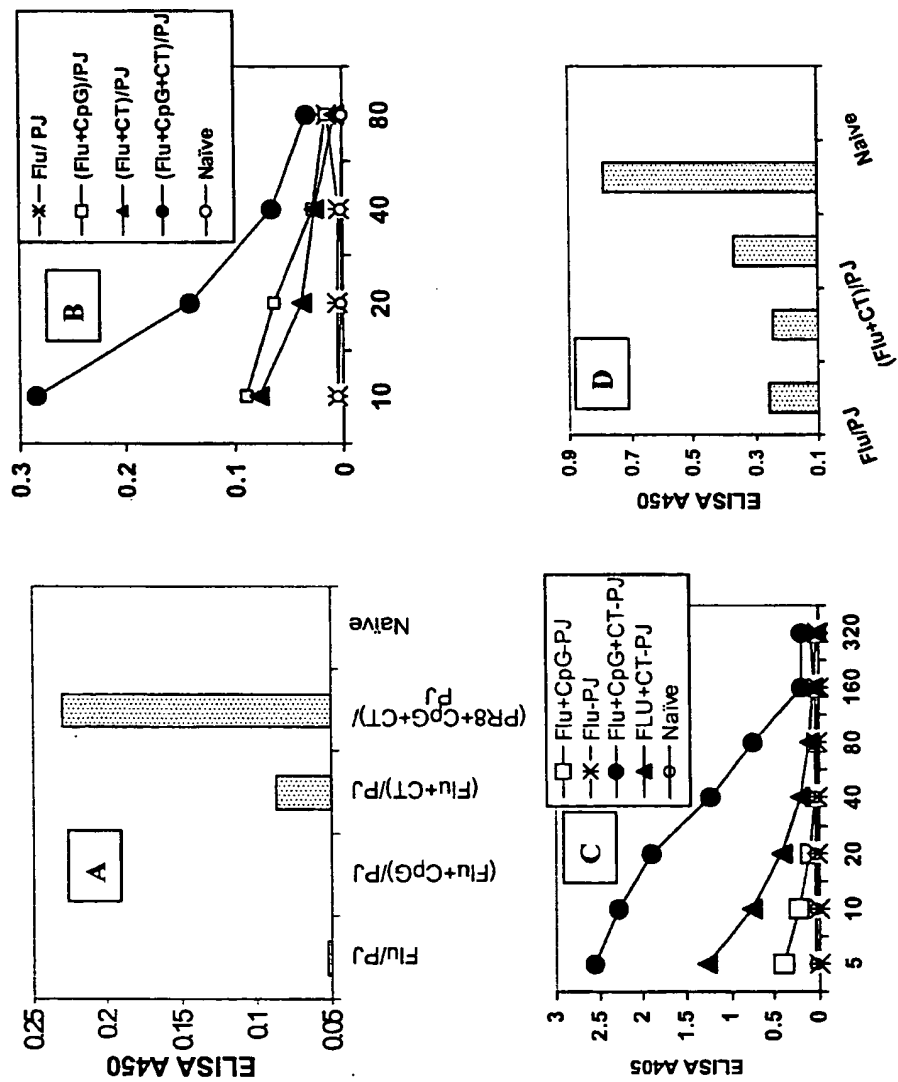 A
0.25
0.2
0.15
0.1
0.05
ELISA A450
Flu/PJ
(Flu+CpG)/PJ
(Flu+CT)/PJ
(PR8+CpG+CT)/
PJ
Naïve
B
0.3
0.2
0.1
0
10
20
40
80
Flu/ PJ
(Flu+CpG)/PJ
(Flu+CT)/PJ
(Flu+CpG+CT)/PJ
Naïve
C
3
2.5
2
1.5
1
0.5
0
ELISA A405
5
10
20
40
80
160
320
Flu+CpG-PJ
Flu-PJ
Flu+CpG+CT-PJ
FLU+CT-PJ
Naïve
D
0.9
0.7
0.5
0.3
0.1
ELISA A450
Flu/PJ
(Flu+CT)/PJ
Naive